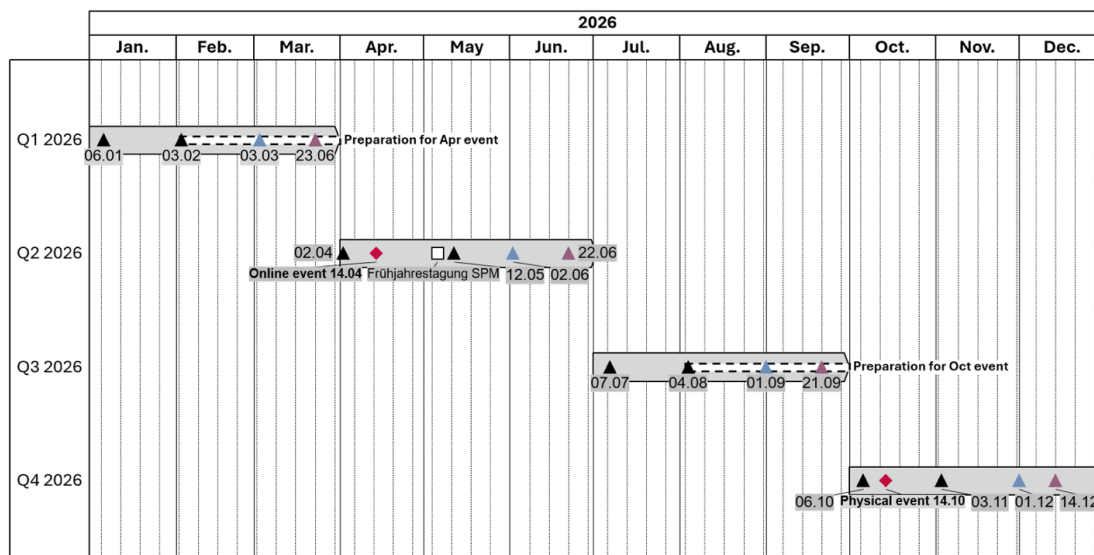 2026
Jan. Feb. Mar. Apr. May Jun. Jul. Aug. Sep. Oct. Nov. Dec.
Q1 2026
Preparation for Apr event
06.01 03.02 03.03 23.06
Q2 2026
02.04 22.06
Online event 14.04 Frühjahrestagung SPM 12.05 02.06
Q3 2026
Preparation for Oct event
07.07 04.08 01.09 21.09
Q4 2026
06.10 Physical event 14.10 03.11 01.12 14.12